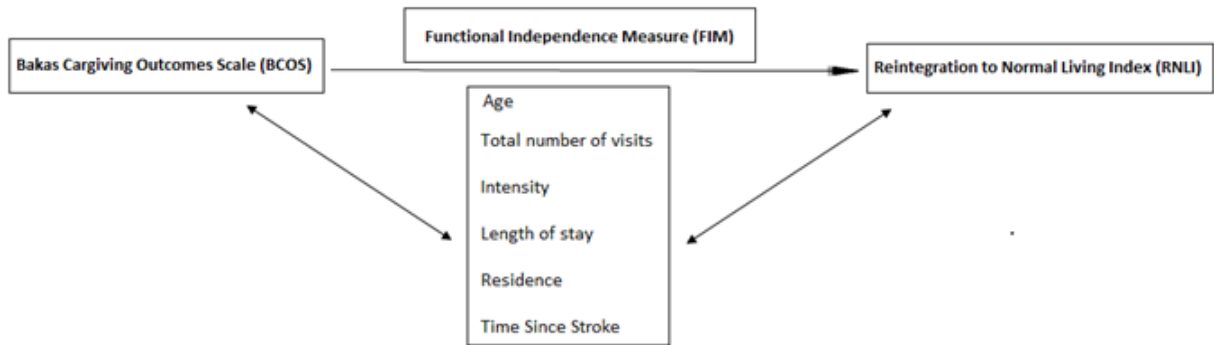 Functional Independence Measure (FIM)
Bakas Cargiving Outcomes Scale (BCOS)
Reintegration to Normal Living Index (RNLI)
Age
Total number of visits
Intensity
Length of stay
Residence
Time Since Stroke